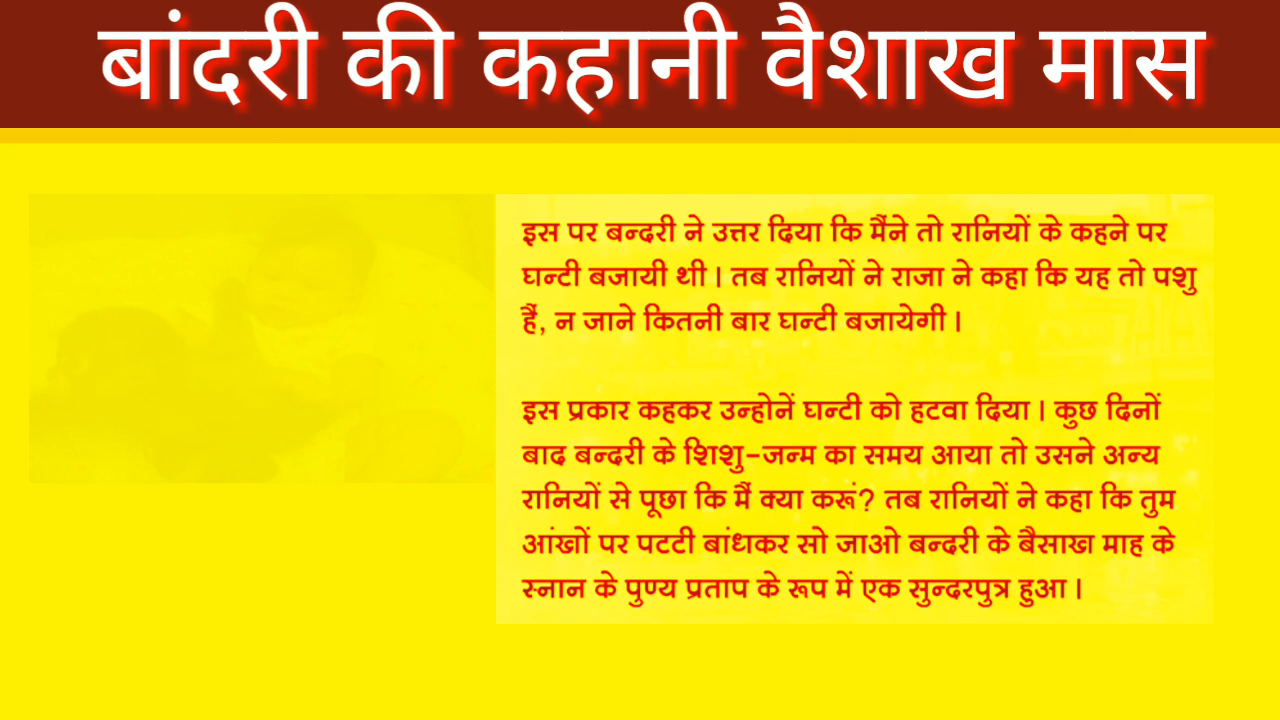 बांदरी की कहानी वैशाख मास
इस पर बन्दरी ने उत्तर दिया कि मैंने तो रानियों के कहने पर
घन्टी बजायी थी। तब रानियों ने राजा ने कहा कि यह तो पशु
हैं, न जाने कितनी बार घन्टी बजायेगी।
इस प्रकार कहकर उन्होनें घन्टी को हटवा दिया। कुछ दिनों
बाद बन्दरी के शिशु-जन्म का समय आया तो उसने अन्य
रानियों से पूछा कि मैं क्या करूं? तब रानियों ने कहा कि तुम
आंखों पर पटटी बांधकर सो जाओ बन्दरी के बैसाखा माह के
स्नान के पुण्य प्रताप के रूप में एक सुन्दरपुत्र हुआ।